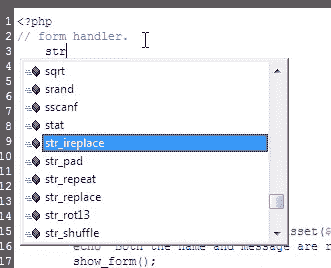 1 <?php
2 // form handler.
3 str
4 sqrt
5 srand
6 sscanf
7 stat
8
9 str_ireplace
10 str_pad
11 str_repeat
12 str_replace
13 str_rot13
14 str_shuffle
15 sset($
16 echo "Both the name and message are r
17 show_form();